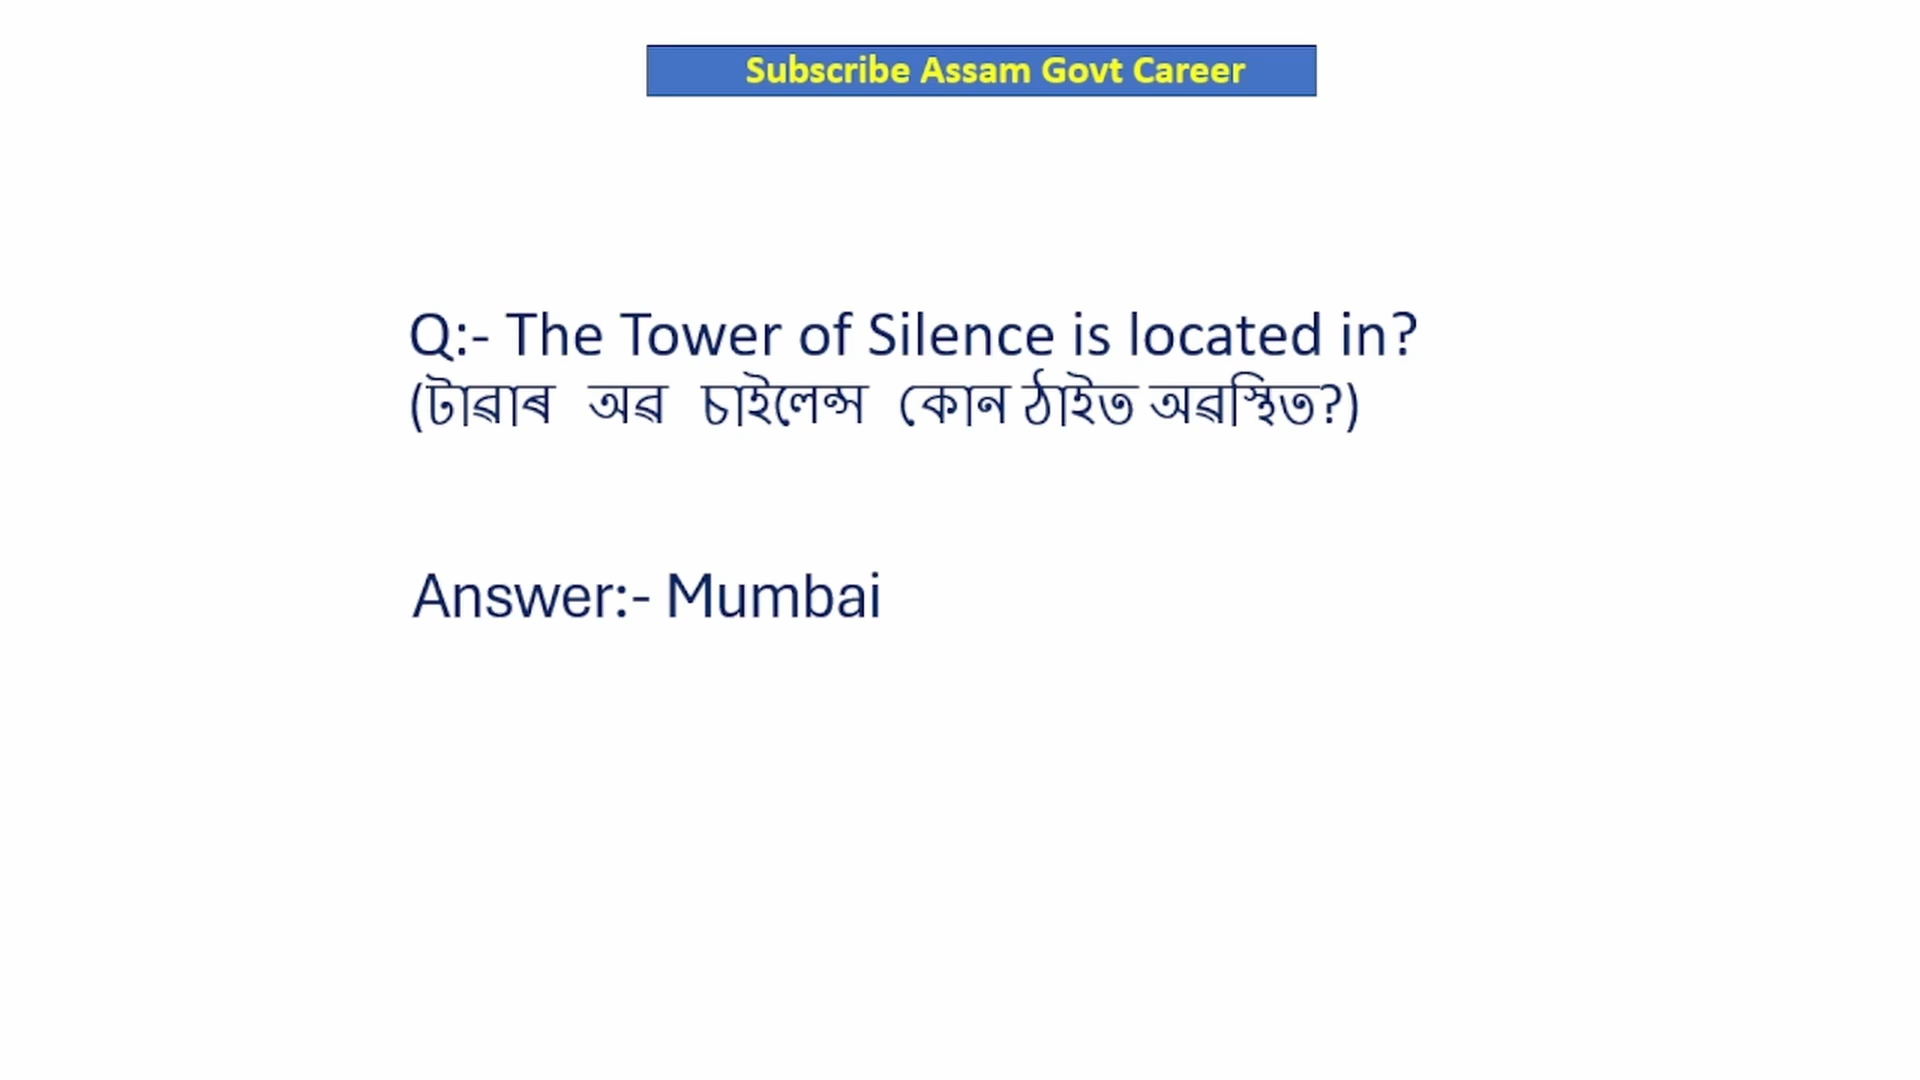 Subscribe Assam Govt Career
Q:- The Tower of Silence is located in?
(টাৱাৰ অৱ চাইলেন্স কোন ঠাইত অৱস্থিত?)
Answer:- Mumbai